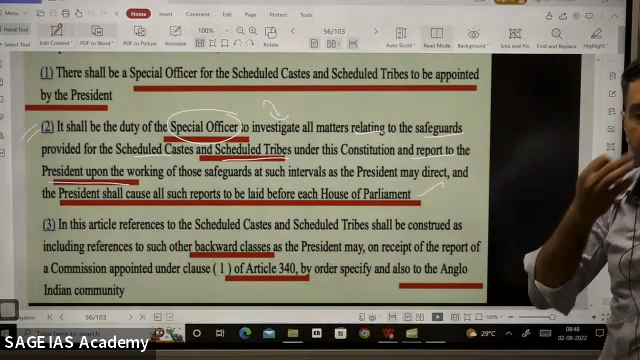 Hand Tool
Home
Insert
Comment
Edit
Page
Protect
Tools
56/103
100%
Edit Content
PDF to Word
PDF to Picture
Annotate
Rotate
Auto Scroll
Read Mode
Background
Snip and Pin
Find
Highlight
(1) There shall be a Special Officer for the Scheduled Castes and Scheduled Tribes to be appointed
by the President
(2) It shall be the duty of the Special Officer to investigate all matters relating to the safeguards
provided for the Scheduled Castes and Scheduled Tribes under this Constitution and report to the
President upon the working of those safeguards at such intervals as the President may direct, and
the President shall cause all such reports to be laid before each House of Parliament
(3) In this article references to the Scheduled Castes and Scheduled Tribes shall be construed as
including references to such other backward classes as the President may, on receipt of the report of
a Commission appointed under clause ( 1 ) of Article 340, by order specify and also to the Anglo
Indian community
Navigation
56/103
100%
Type here to search
29°C
08:48
02-08-2022
SAGE IAS Academy